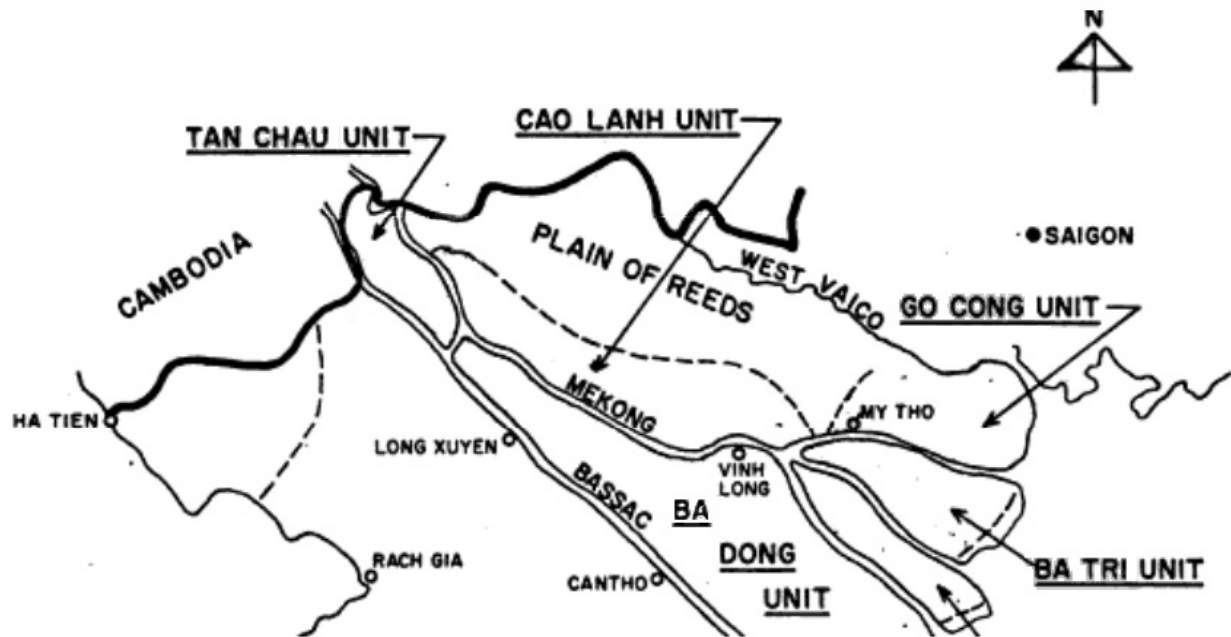 N
CAO LANH UNIT
TAN CHAU UNIT
PLAIN OF REEDS
WEST VAICO
SAIGON
CAMBODIA
GO CONG UNIT
MEKONG
HA TIEN
MY THO
LONG XUYEN
VINH
LONG
BASSAC
BA
DONG
UNIT
RACH GIA
CANTHO
BA TRI UNIT